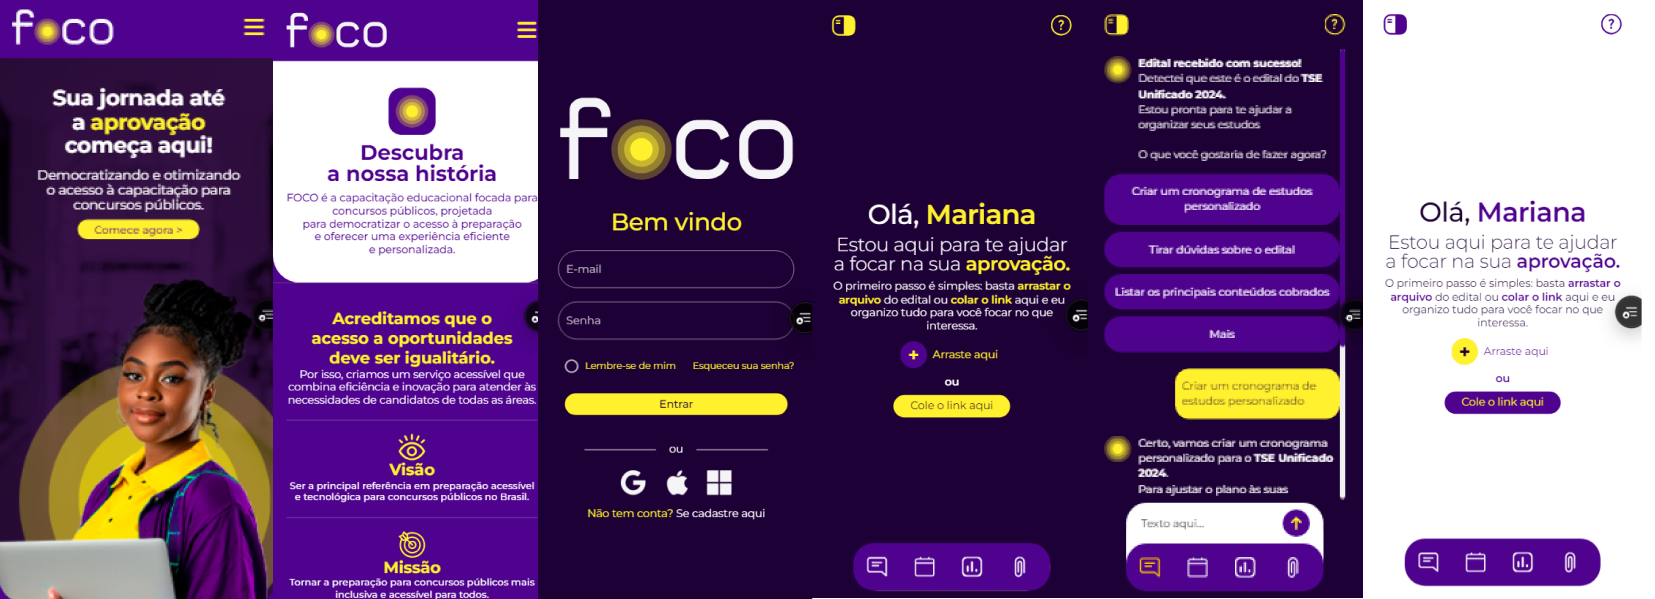 foco
Sua jornada até
a aprovação
começa aqui!
Democratizando e otimizando
o acesso à capacitação para
concursos públicos.
Comece agora >
foco
Descubra
a nossa história
FOCO é a capacitação educacional focada para
concursos públicos, projetada
para democratizar o acesso à preparação
e oferecer uma experiência eficiente
e personalizada.
Acreditamos que o
acesso a oportunidades
deve ser igualitário.
Por isso, criamos um serviço acessível que
combina eficiência e inovação para atender às
necessidades de candidatos de todas as áreas.
Visão
Ser a principal referência em preparação acessível
e tecnológica para concursos públicos no Brasil.
Missão
Tornar a preparação para concursos públicos mais
inclusiva e acessível para todos.
foco
Bem vindo
E-mail
Senha
Lembre-se de mim Esqueceu sua senha?
Entrar
ou
Não tem conta? Se cadastre aqui
?
Olá, Mariana
Estou aqui para te ajudar
a focar na sua aprovação.
O primeiro passo é simples: basta arrastar o
arquivo do edital ou colar o link aqui e eu
organizo tudo para você focar no que
interessa.
+ Arraste aqui
ou
Cole o link aqui
?
Edital recebido com sucesso!
Detectei que este é o edital do TSE
Unificado 2024.
Estou pronta para te ajudar a
organizar seus estudos
O que você gostaria de fazer agora?
Criar um cronograma de estudos
personalizado
Tirar dúvidas sobre o edital
Listar os principais conteúdos cobrados
Mais
Criar um cronograma de
estudos personalizado
Certo, vamos criar um cronograma
personalizado para o TSE Unificado
2024.
Para ajustar o plano às suas
Texto aqui...
?
Olá, Mariana
Estou aqui para te ajudar
a focar na sua aprovação.
O primeiro passo é simples: basta arrastar o
arquivo do edital ou colar o link aqui e eu
organizo tudo para você focar no que
interessa.
+ Arraste aqui
ou
Cole o link aqui